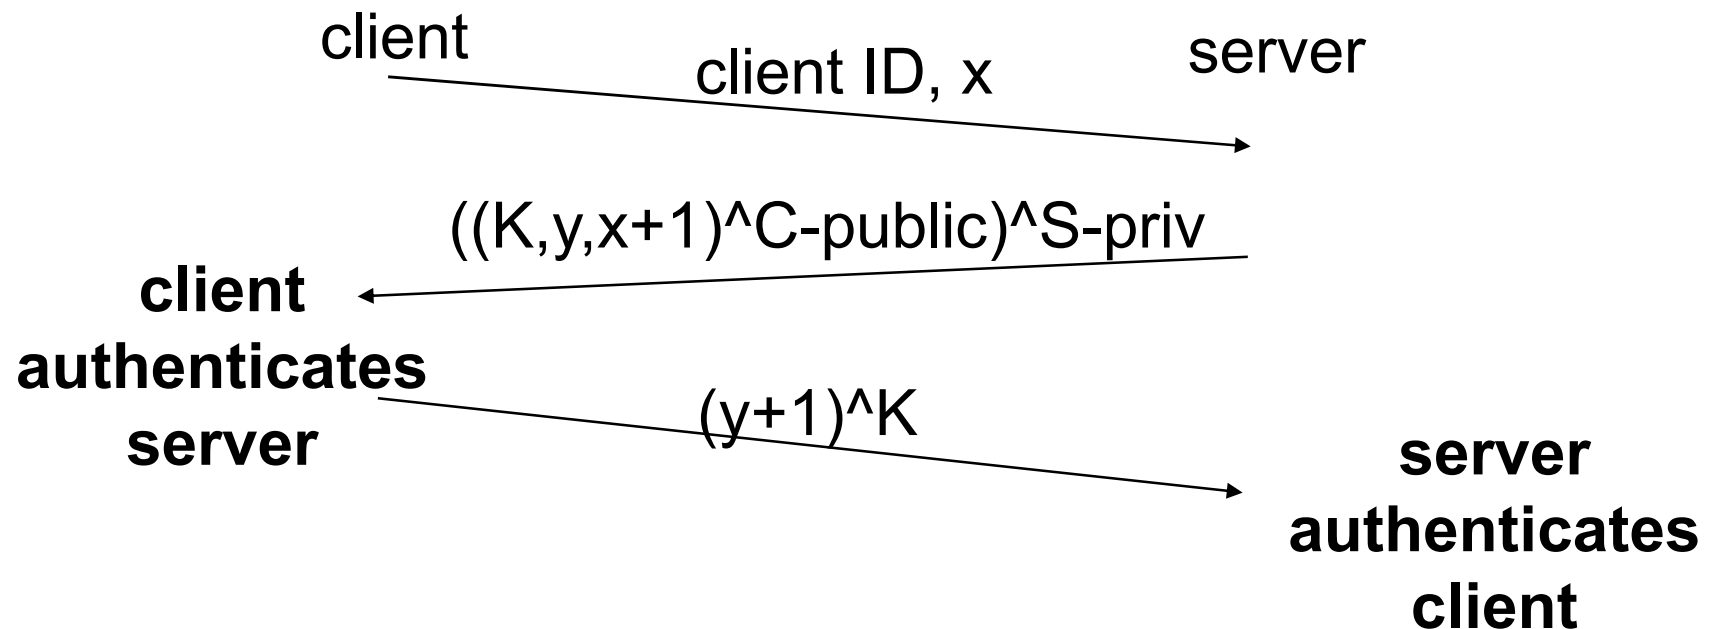 client
server
client ID, x
((K,y,x+1)^C-public)^S-priv
client
authenticates
server
(y+1)^K
server
authenticates
client